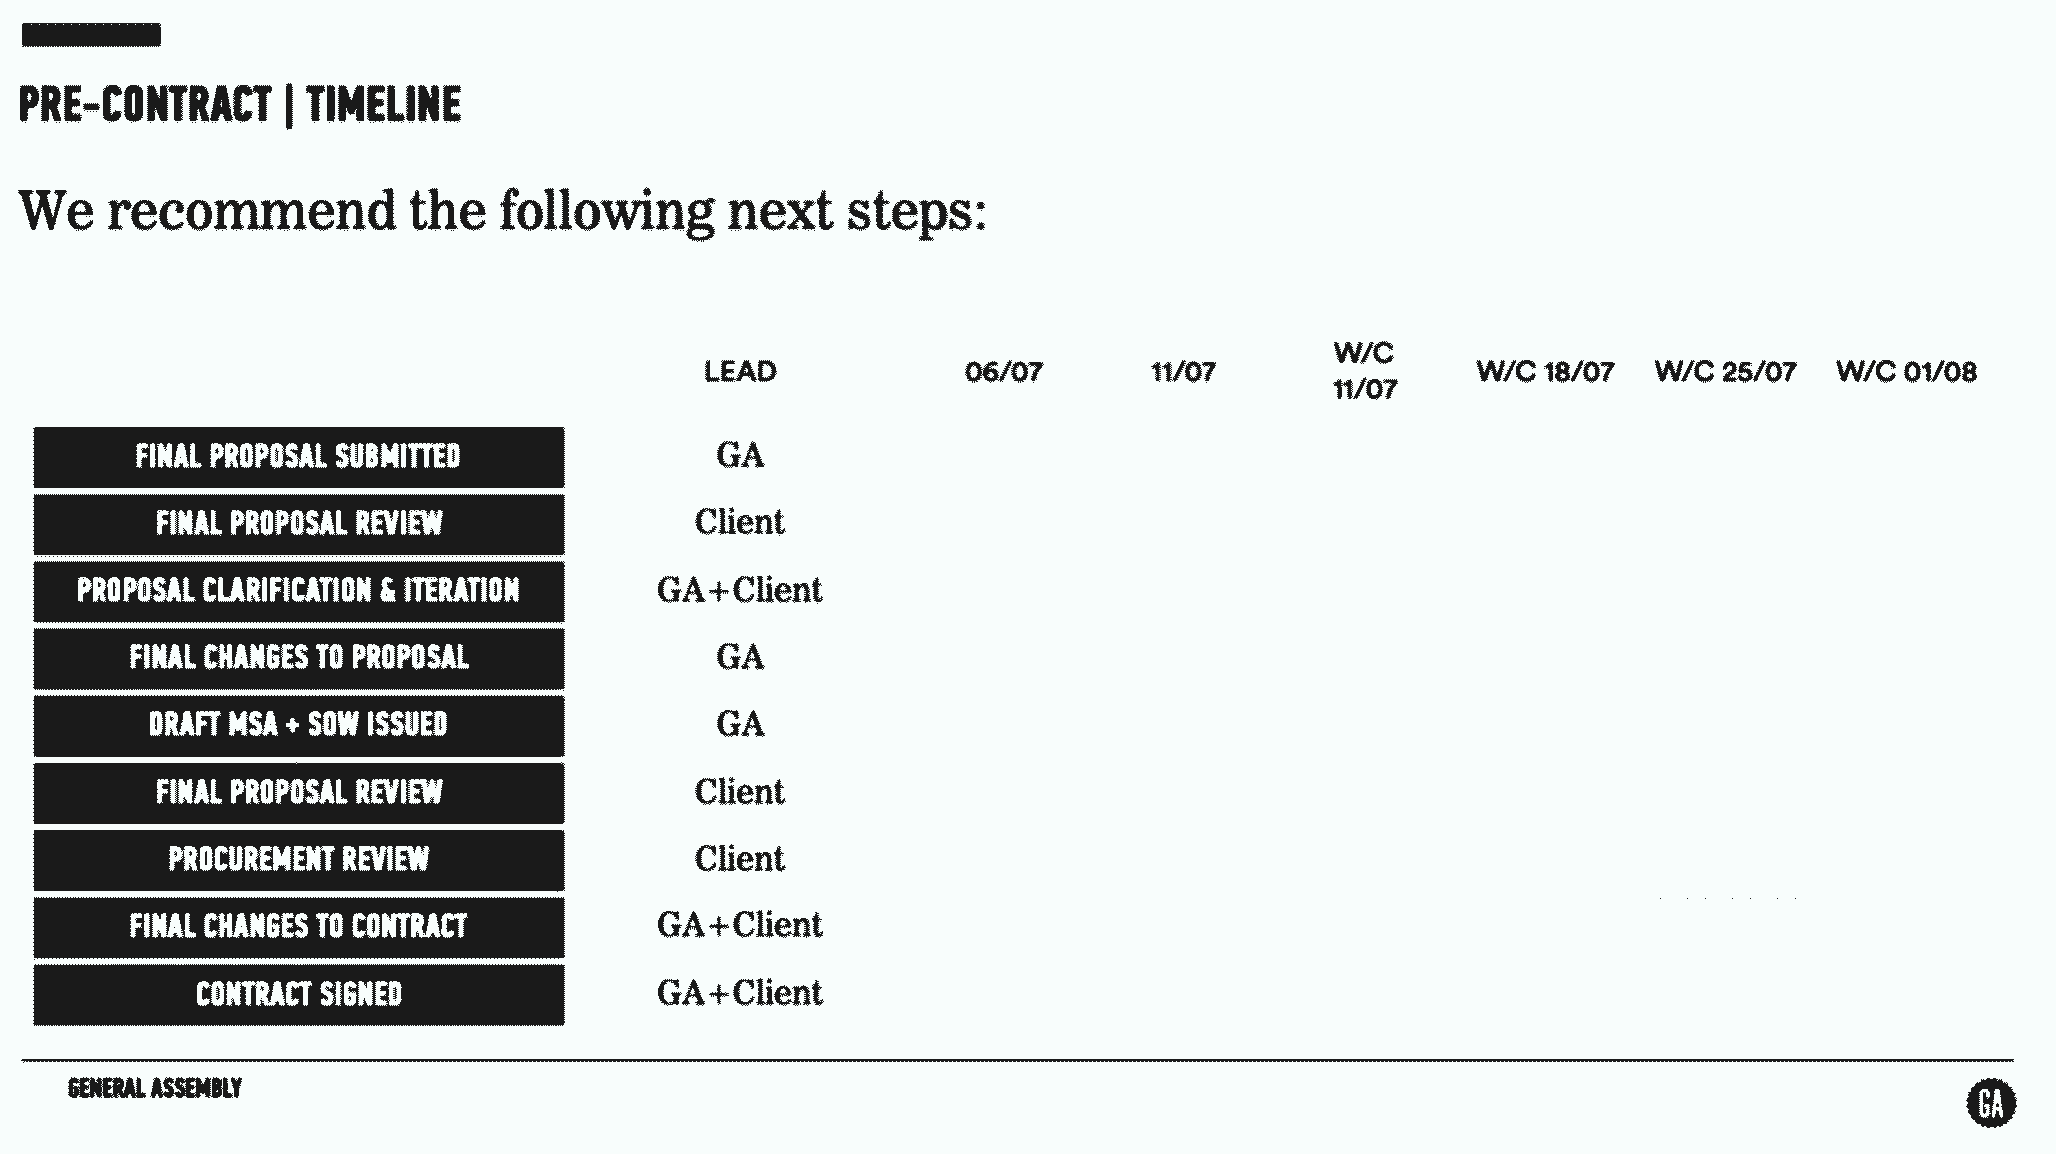 PRE-CONTRACT | TIMELINE
We recommend the following next steps:
LEAD 06/07 11/07 W/C 11/07 W/C 18/07 W/C 25/07 W/C 01/08
FINAL PROPOSAL SUBMITTED GA
FINAL PROPOSAL REVIEW Client
PROPOSAL CLARIFICATION & ITERATION GA+Client
FINAL CHANGES TO PROPOSAL GA
DRAFT MSA + SOW ISSUED GA
FINAL PROPOSAL REVIEW Client
PROCUREMENT REVIEW Client
FINAL CHANGES TO CONTRACT GA+Client
CONTRACT SIGNED GA+Client
GENERAL ASSEMBLY
GA